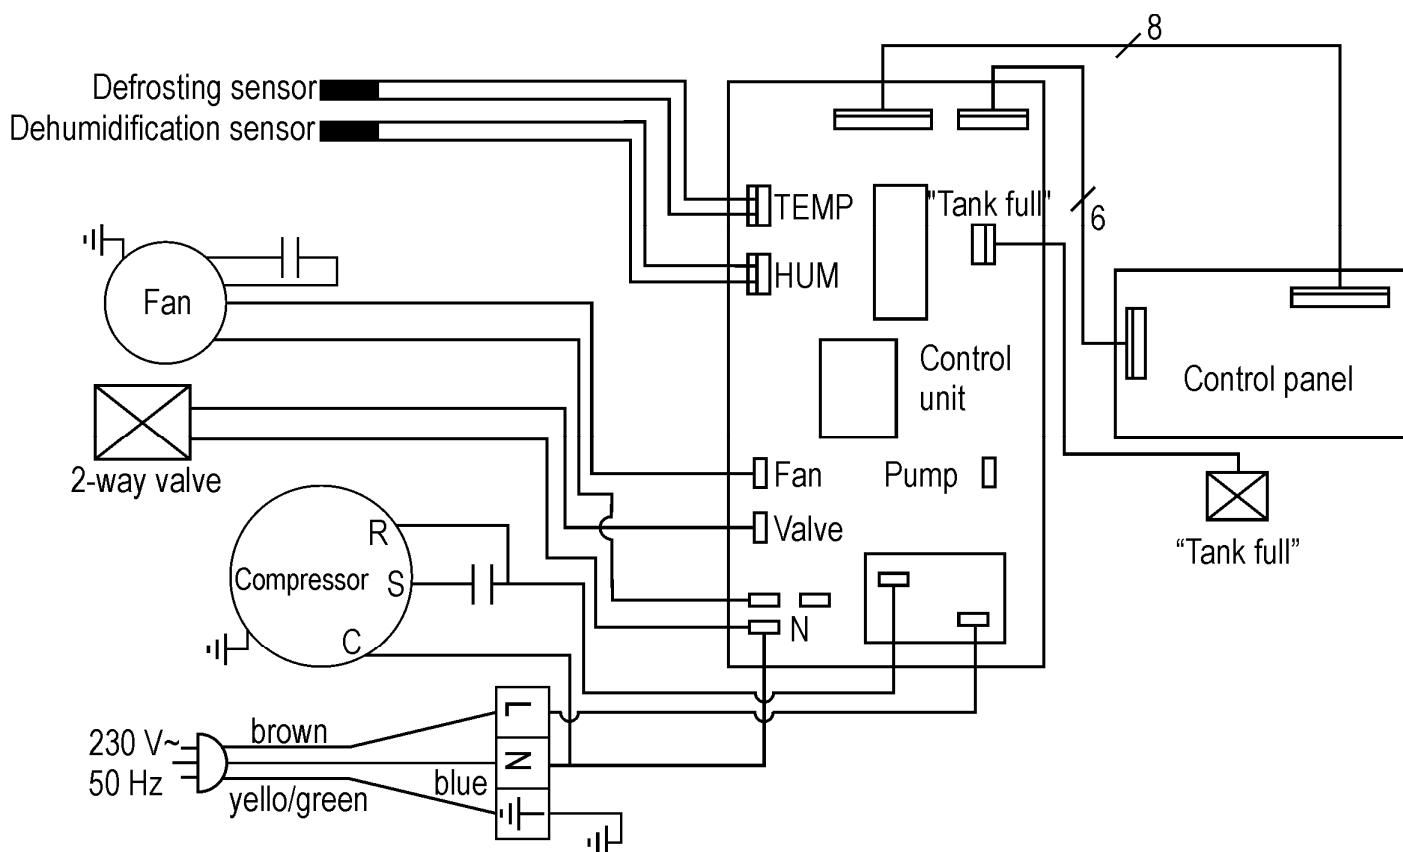 8
Defrosting sensor
Dehumidification sensor
TEMP
"Tank full"
6
HUM
Fan
Control
unit
Control panel
2-way valve
Fan
Pump
Valve
“Tank full”
R
Compressor
S
C
N
L
230 V~
brown
N
50 Hz
blue
yello/green